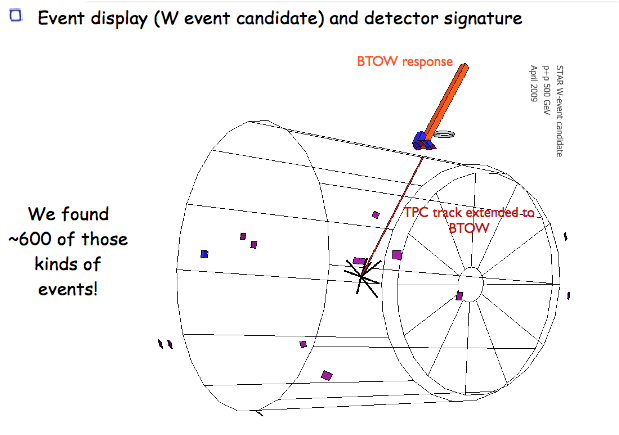 Event display (W event candidate) and detector signature
BTOW response
STAR W-event candidate
p+p 500 GeV
April 2009
TPC track extended to
BTOW
We found
~600 of those
kinds of
events!